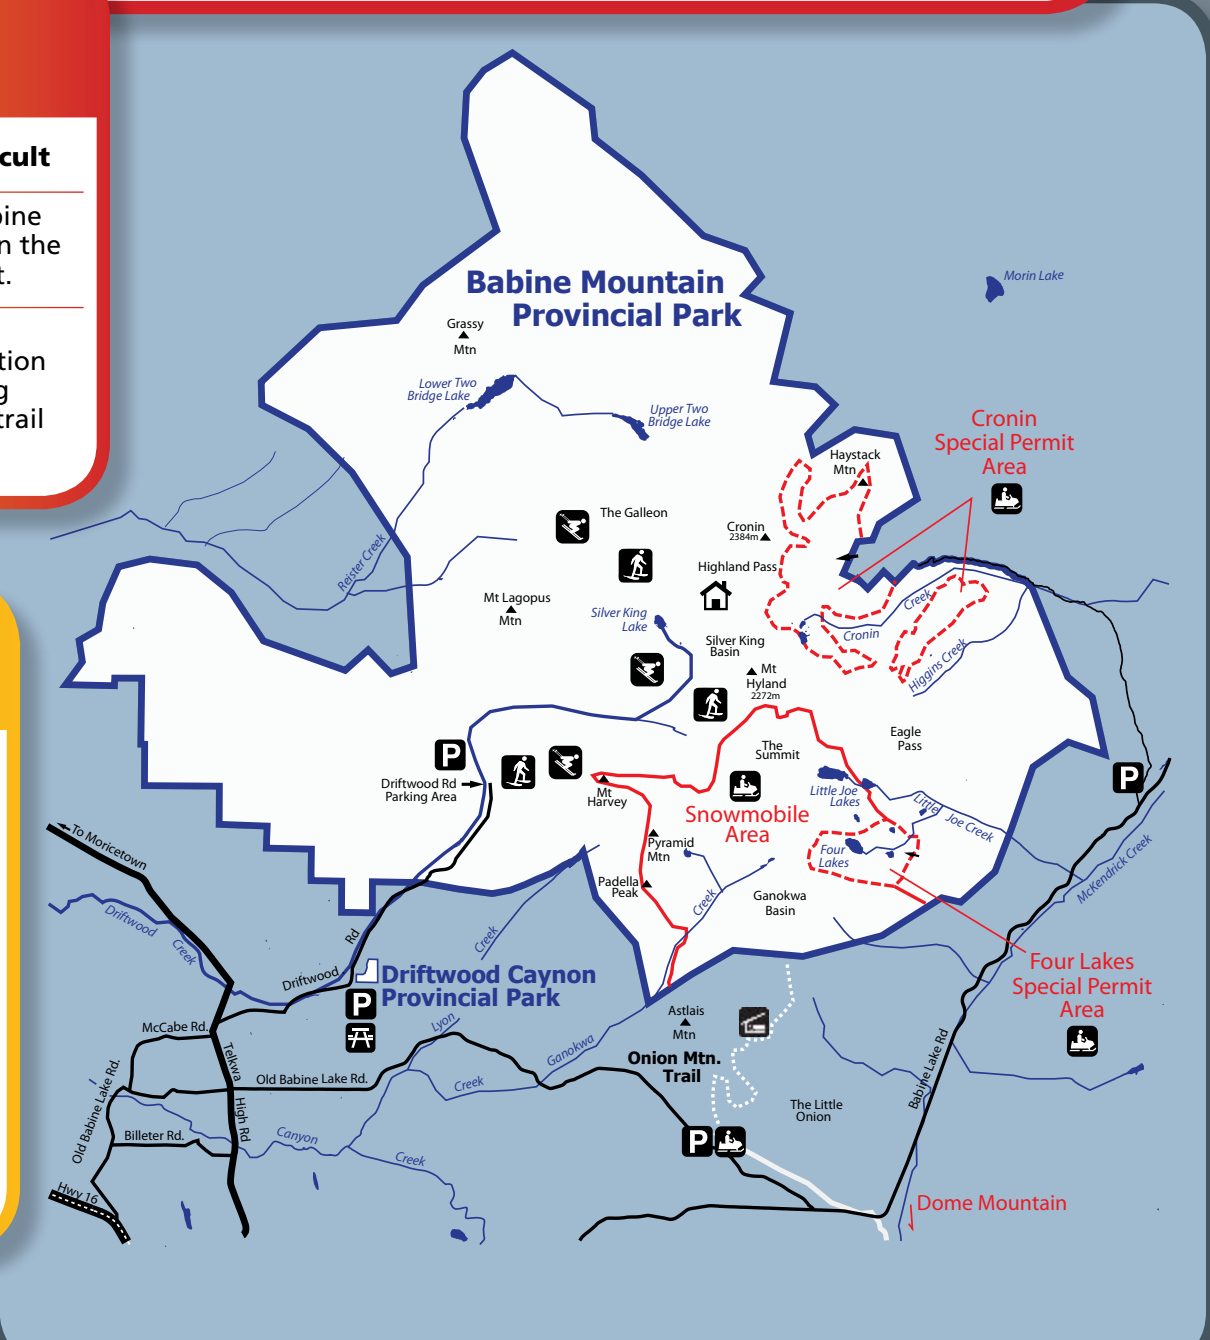 cult
pine
n the
t.
tion
g
trail
Babine Mountain
Provincial Park
Morin Lake
Grassy
Mtn
Lower Two
Bridge Lake
Upper Two
Bridge Lake
Cronin
Special Permit
Area
Haystack
Mtn
The Galleon
Cronin
2384m
Reister Creek
Highland Pass
Mt Lagopus
Mtn
Silver King
Lake
Creek
Cronin
Silver King
Basin
Higgins Creek
Mt
Hyland
2272m
Eagle
Pass
The
Summit
P
Driftwood Rd
Parking Area
Mt
Harvey
P
Little Joe
Lakes
Little
Joe Creek
Snowmobile
Area
To Moricetown
Pyramid
Mtn
Four
Lakes
McKendrick Creek
Padella
Peak
Creek
Ganokwa
Basin
Driftwood
Creek
Rd
Creek
Driftwood
Driftwood Caynon
Provincial Park
P
Four Lakes
Special Permit
Area
McCabe Rd.
Lyon
Astlais
Mtn
Telkwa
High Rd
Ganokwa
Onion Mtn.
Trail
Old Babine Lake Rd.
Old Babine Lake Rd.
Creek
Babine Lake Rd
The Little
Onion
Billeter Rd.
Canyon
Creek
P
Hwy 16
Dome Mountain